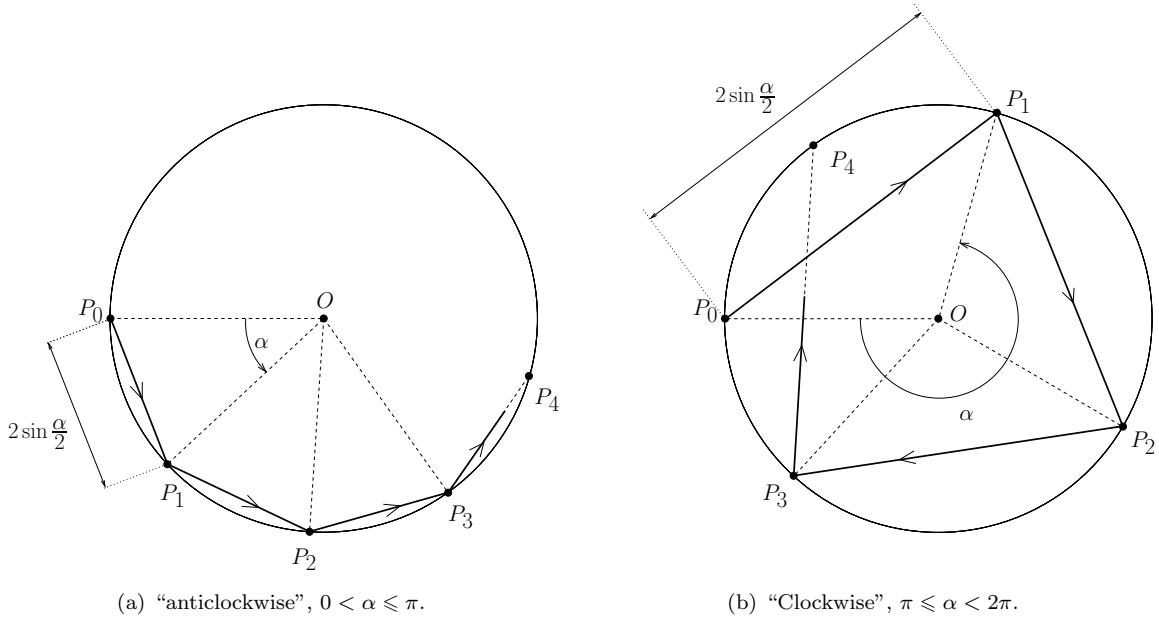 2 sin α/2
P₁
P₄
P₀
O
α
P₂
P₃
P₀
O
α
2 sin α/2
P₁
P₂
P₃
P₄
(a) “anticlockwise”, 0 < α ⩽ π.
(b) “Clockwise”, π ⩽ α < 2π.